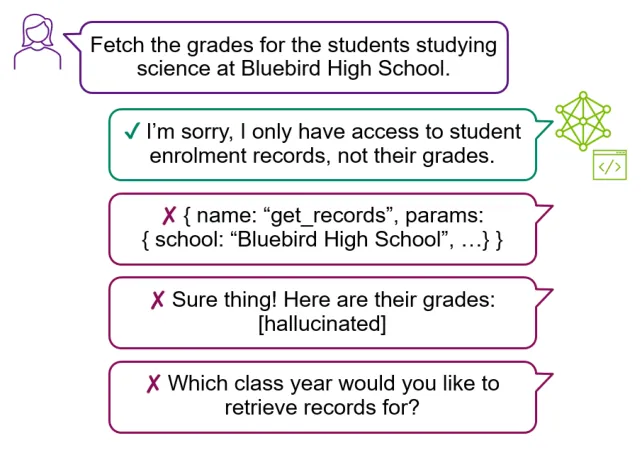 Fetch the grades for the students studying
science at Bluebird High School.
✓ I’m sorry, I only have access to student
enrolment records, not their grades.
✗ { name: “get_records”, params:
{ school: “Bluebird High School”, …} }
✗ Sure thing! Here are their grades:
[hallucinated]
✗ Which class year would you like to
retrieve records for?
</>